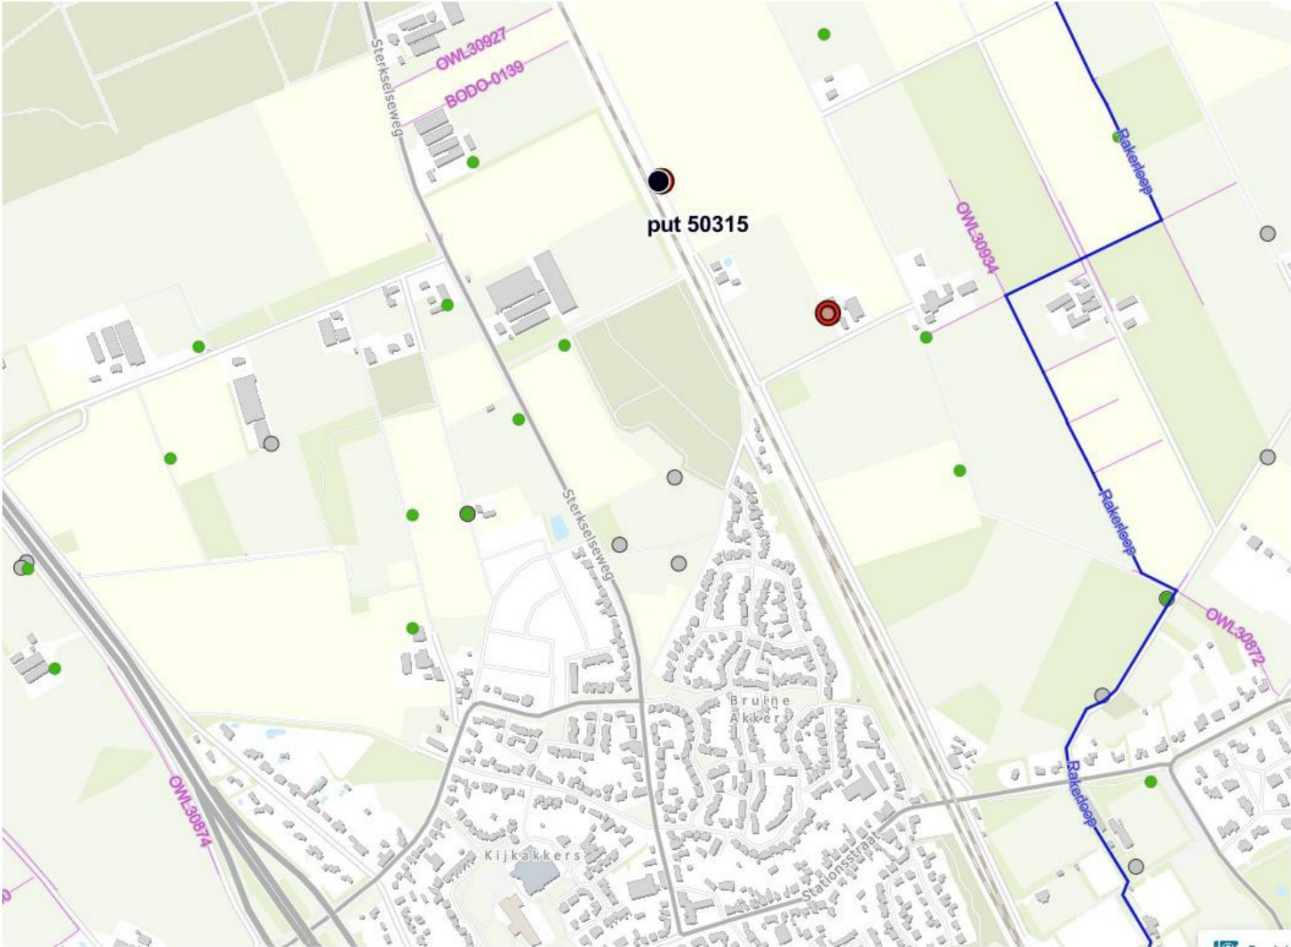 Sterkselseweg
OWL30927
BODO-0139
Rakerloop
put 50315
OWL30934
Rakerloop
Sterkselseweg
OWL30872
Bruine
Akkers
Rakerloop
OWL30874
Kijkakkers
Stationsstraat